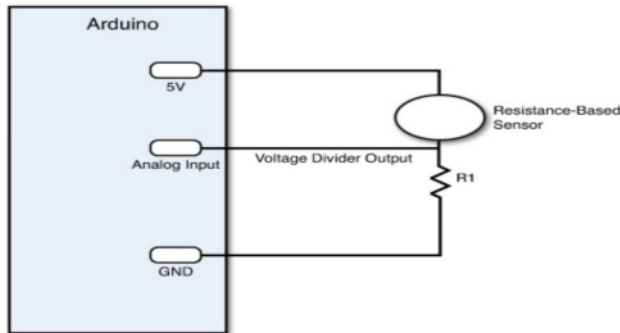 Arduino
5V
Resistance-Based
Sensor
Analog Input
Voltage Divider Output
R1
GND